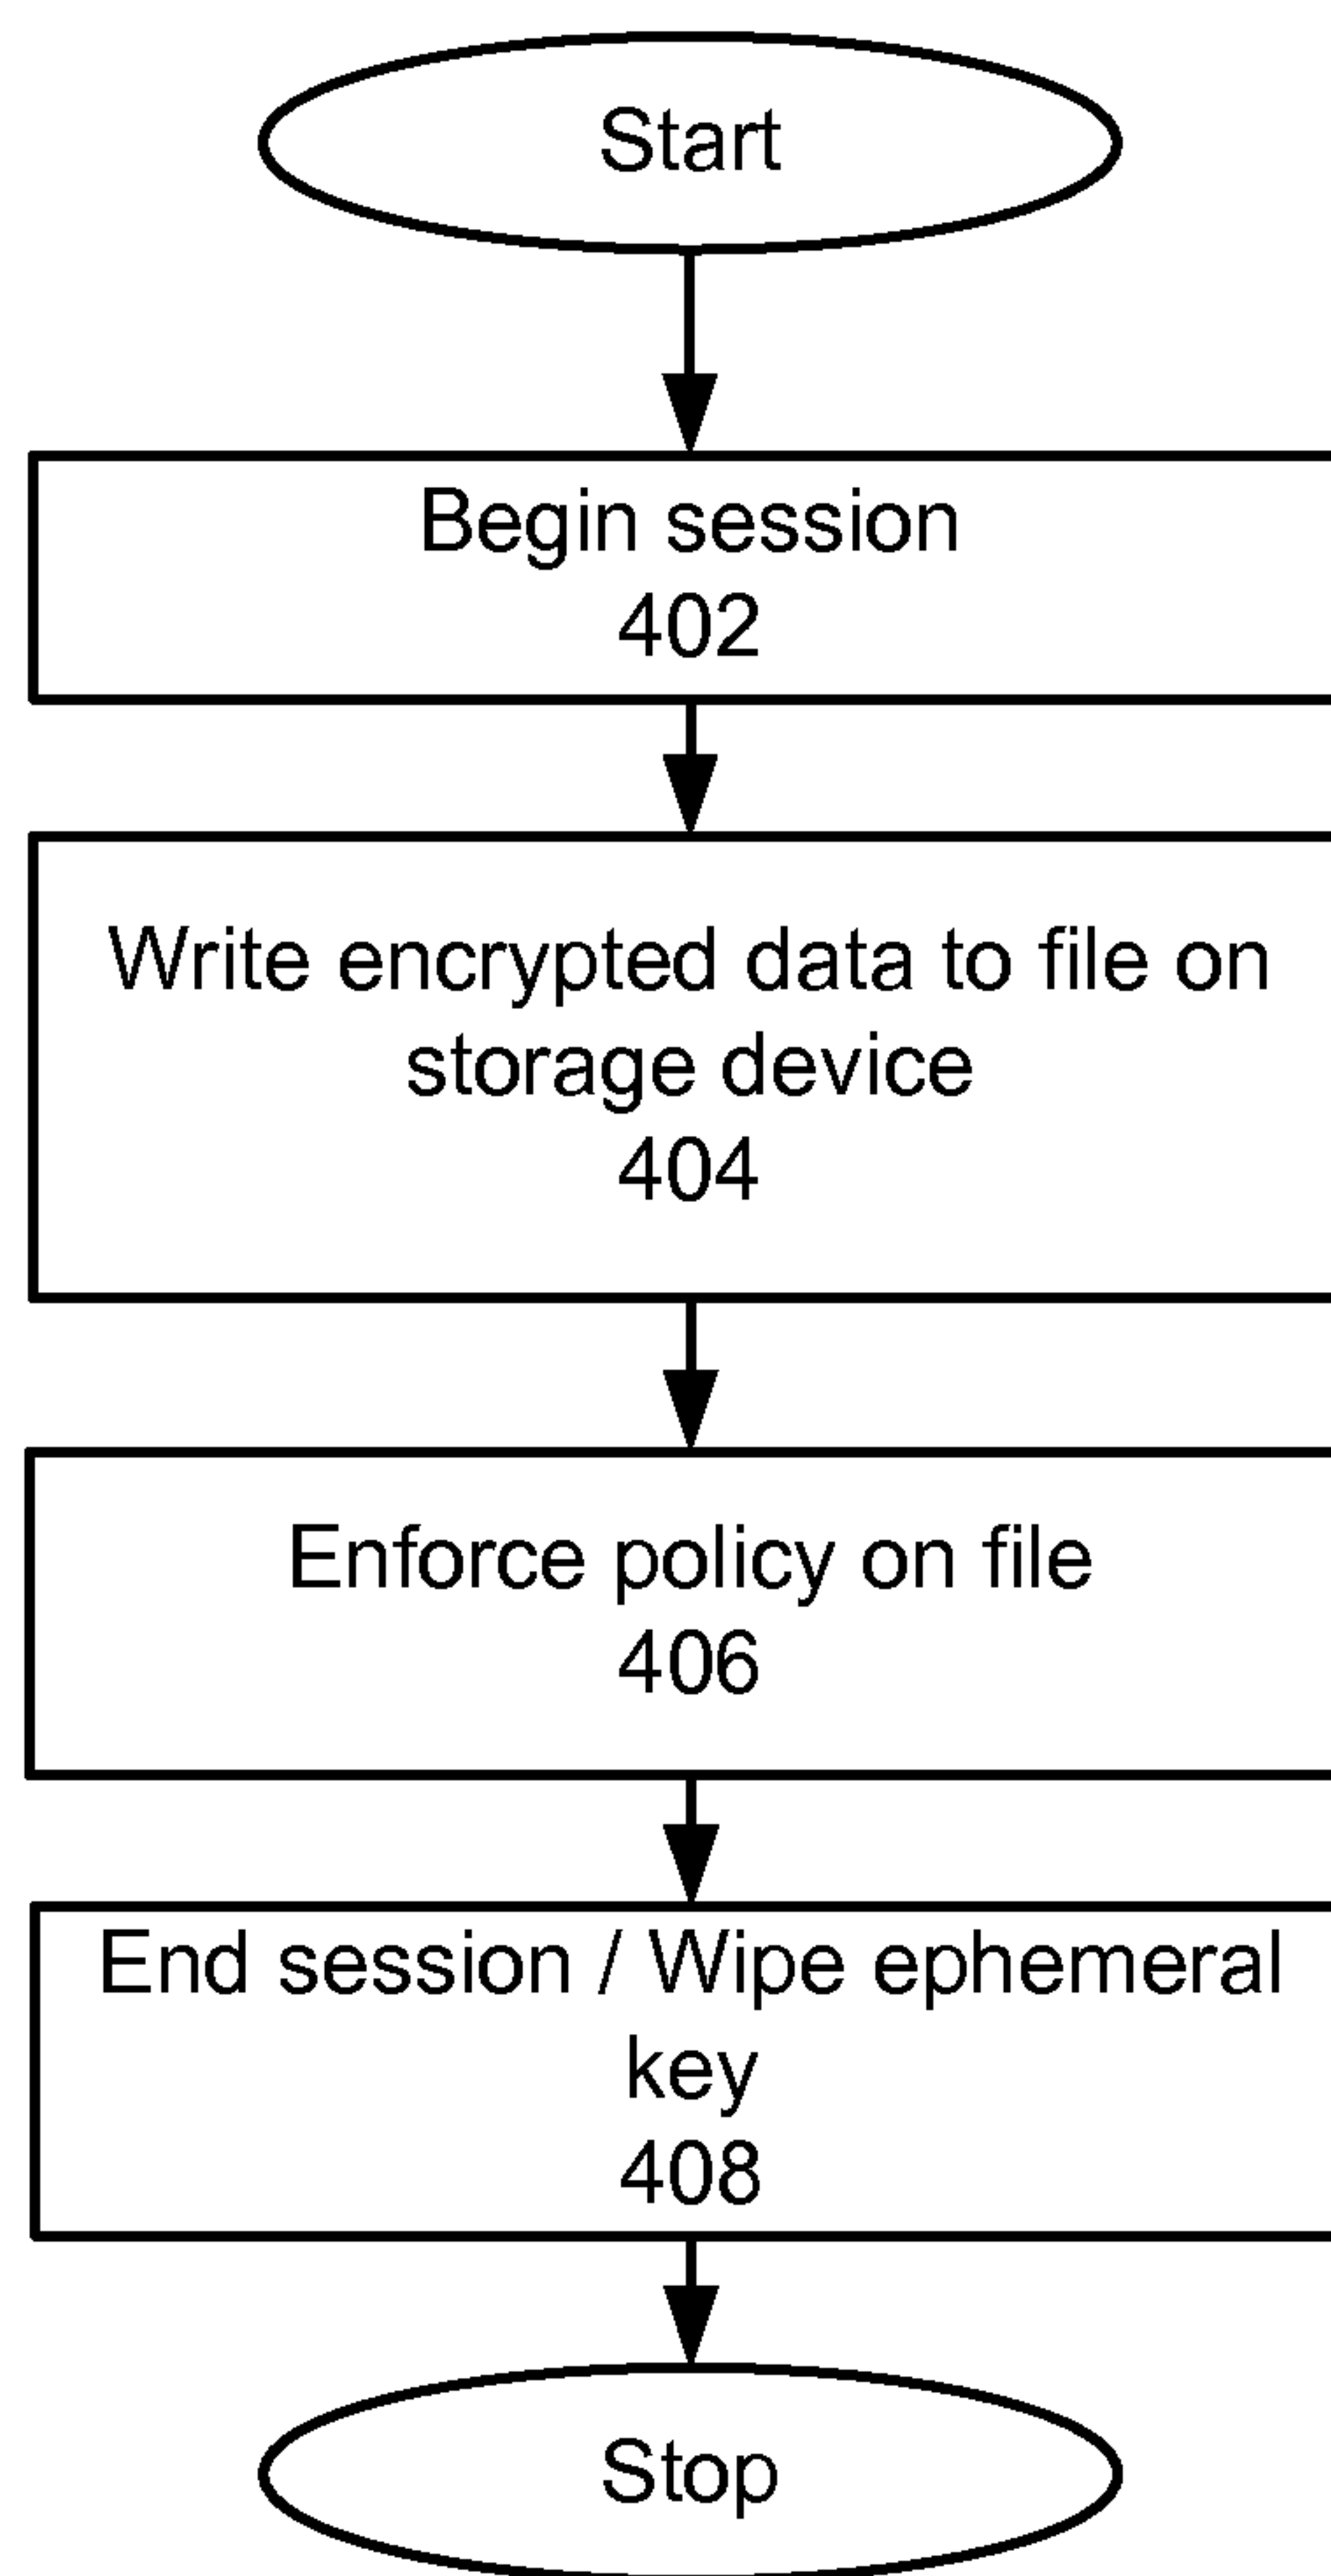 Start
Begin session
402
Write encrypted data to file on
storage device
404
Enforce policy on file
406
End session / Wipe ephemeral
key
408
Stop